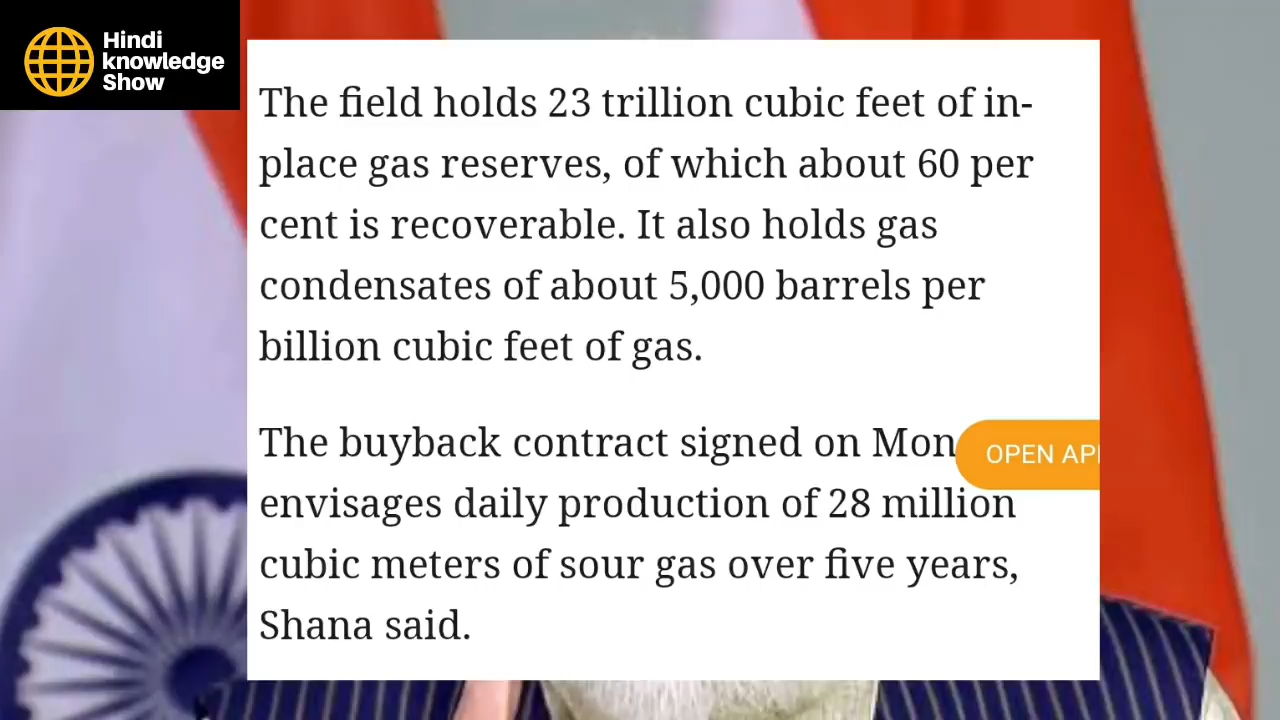 Hindi
knowledge
Show
The field holds 23 trillion cubic feet of in-
place gas reserves, of which about 60 per
cent is recoverable. It also holds gas
condensates of about 5,000 barrels per
billion cubic feet of gas.
The buyback contract signed on Mon
OPEN AP
envisages daily production of 28 million
cubic meters of sour gas over five years,
Shana said.